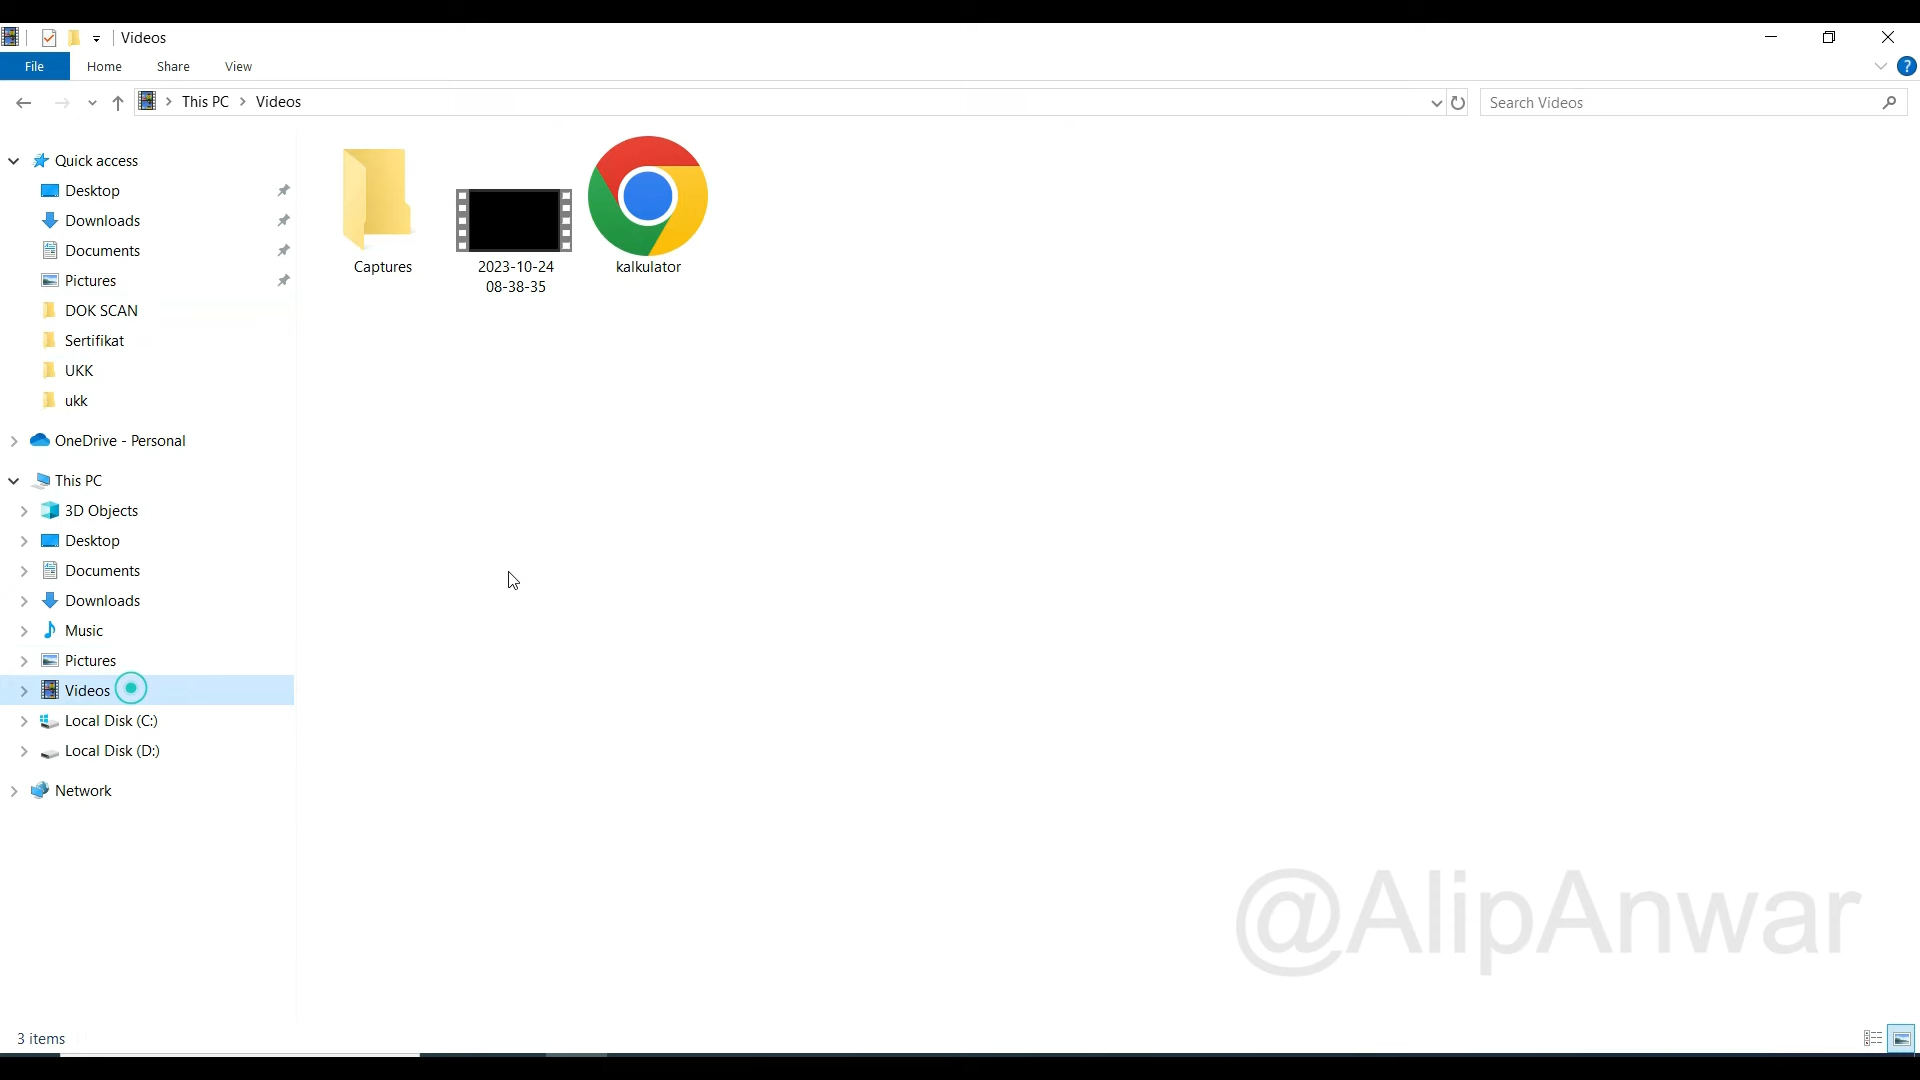 Videos
File Home Share View ?
This PC Videos
Search Videos
Quick access
Desktop
Downloads
Documents
Pictures
DOK SCAN
Sertifikat
UKK
ukk
OneDrive - Personal
This PC
3D Objects
Desktop
Documents
Downloads
Music
Pictures
Videos
Local Disk (C:)
Local Disk (D:)
Network
Captures
2023-10-24
08-38-35
kalkulator
@AlipAnwar
3 items